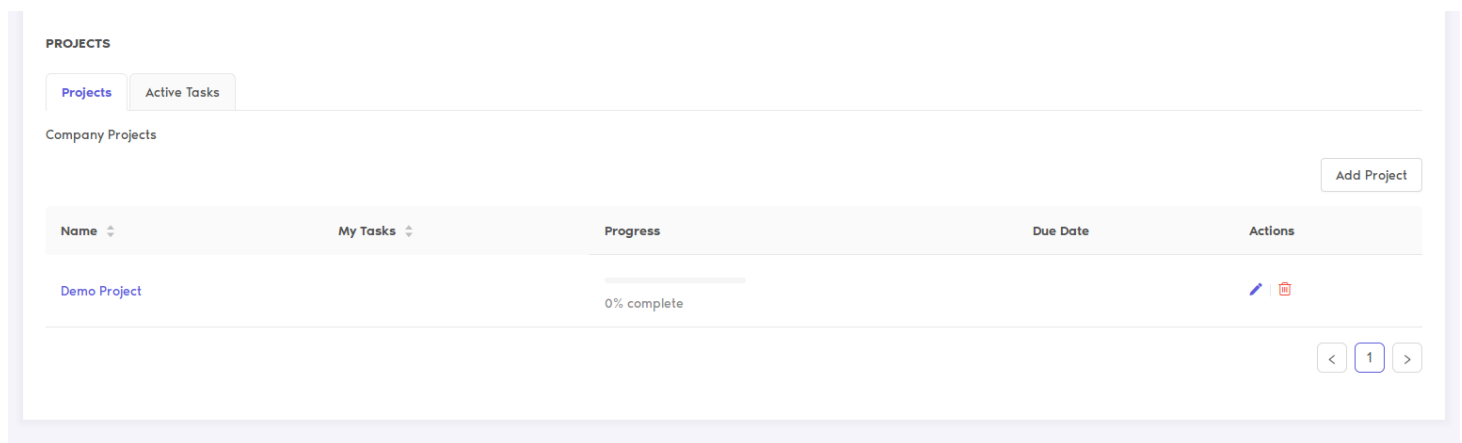 PROJECTS
Projects Active Tasks
Company Projects
Add Project
Name My Tasks Progress Due Date Actions
Demo Project
0% complete
< 1 >